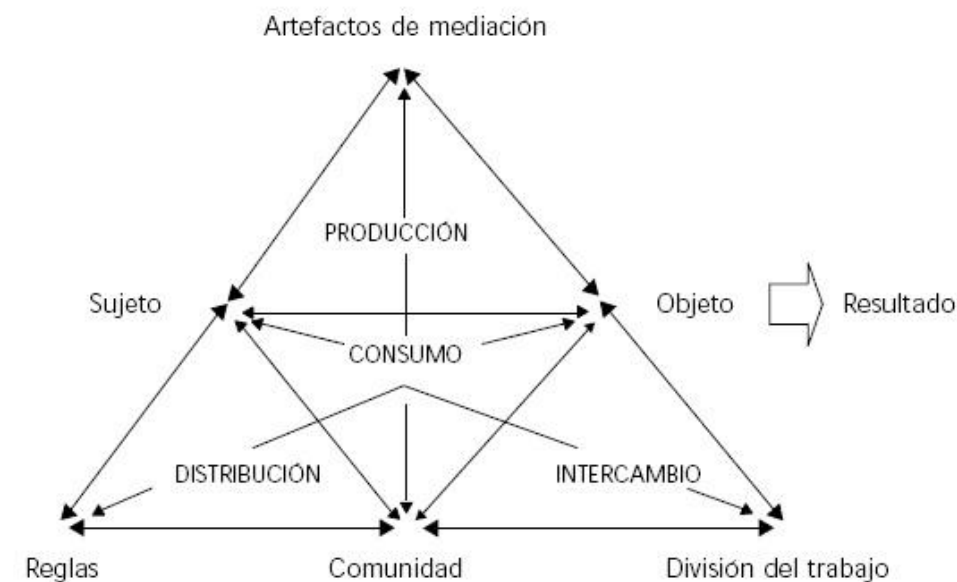 Artefactos de mediación
PRODUCCIÓN
Sujeto
Objeto
Resultado
CONSUMO
DISTRIBUCIÓN
INTERCAMBIO
Reglas
Comunidad
División del trabajo